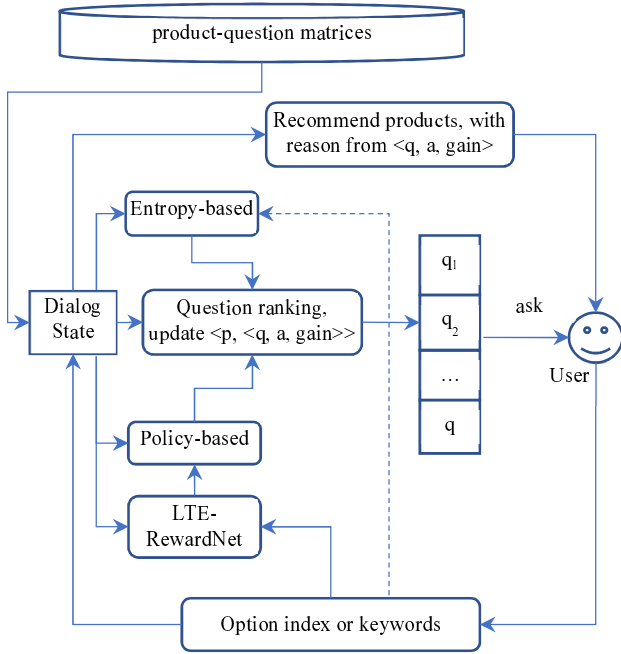 product-question matrices
Recommend products, with
reason from <q, a, gain>
Entropy-based
q1
Dialog
State
Question ranking,
update <p, <q, a, gain>>
q2
ask
User
…
Policy-based
q
LTE-
RewardNet
Option index or keywords